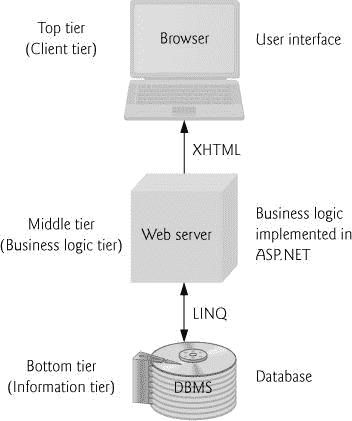 Top tier
(Client tier)
Browser
User interface
XHTML
Middle tier
(Business logic tier)
Web server
Business logic
implemented in
ASP.NET
LINQ
Bottom tier
(Information tier)
DBMS
Database